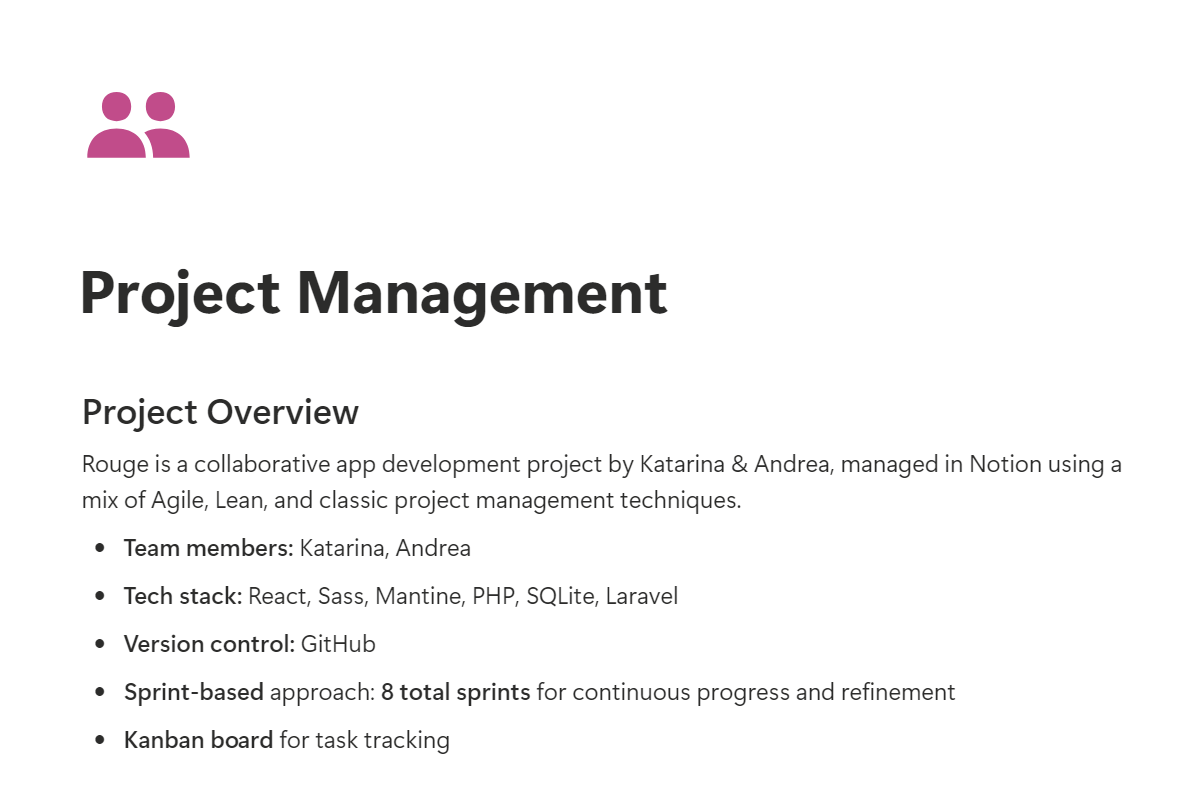 Project Management
Project Overview
Rouge is a collaborative app development project by Katarina & Andrea, managed in Notion using a
mix of Agile, Lean, and classic project management techniques.
• Team members: Katarina, Andrea
• Tech stack: React, Sass, Mantine, PHP, SQLite, Laravel
• Version control: GitHub
• Sprint-based approach: 8 total sprints for continuous progress and refinement
• Kanban board for task tracking